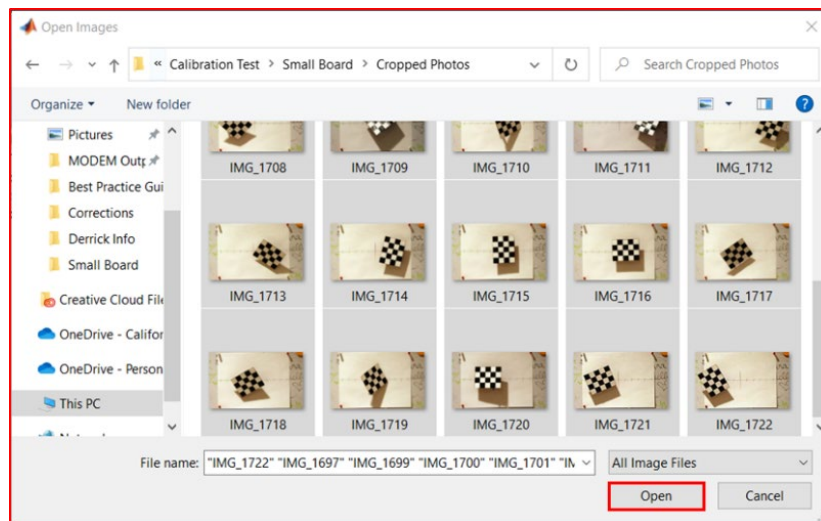 Open Images
« Calibration Test > Small Board > Cropped Photos
Search Cropped Photos
Organize
New folder
Pictures
MODEM Outp
Best Practice Gui
Corrections
Derrick Info
Small Board
Creative Cloud File
OneDrive - Califor
OneDrive - Person
This PC
IMG_1708 IMG_1709 IMG_1710 IMG_1711 IMG_1712
IMG_1713 IMG_1714 IMG_1715 IMG_1716 IMG_1717
IMG_1718 IMG_1719 IMG_1720 IMG_1721 IMG_1722
File name: "IMG_1722" "IMG_1697" "IMG_1699" "IMG_1700" "IMG_1701" "IM
All Image Files
Open
Cancel